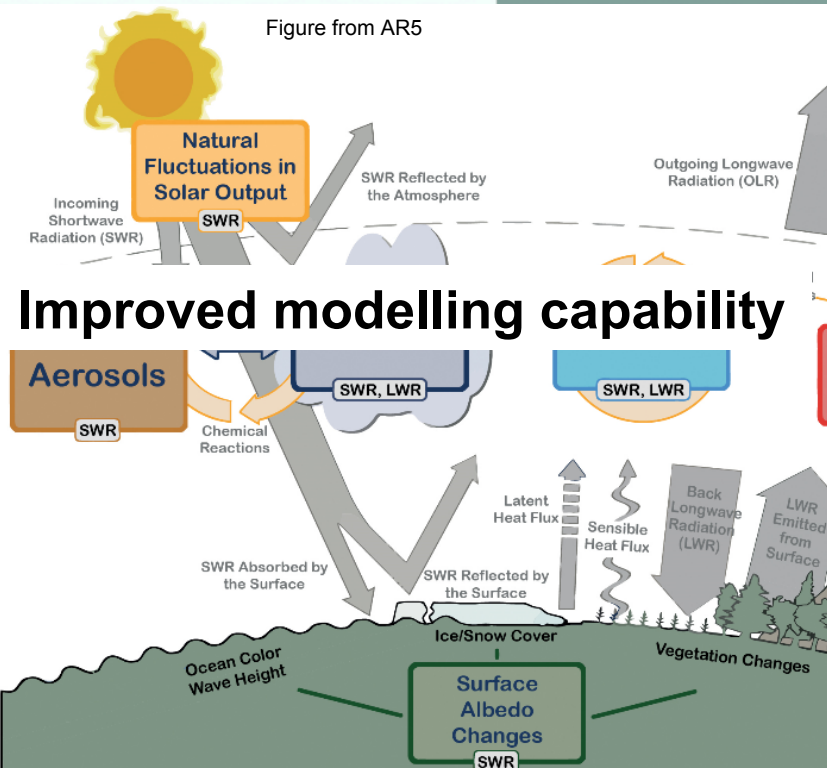 Figure from AR5
Natural
Fluctuations in
Solar Output
SWR
Incoming
Shortwave
Radiation (SWR)
SWR Reflected by
the Atmosphere
Outgoing Longwave
Radiation (OLR)
Improved modelling capability
Aerosols
SWR
SWR, LWR
SWR, LWR
Chemical
Reactions
Latent
Heat Flux
Sensible
Heat Flux
Back
Longwave
Radiation
(LWR)
LWR
Emitted
from
Surface
SWR Absorbed by
the Surface
SWR Reflected by
the Surface
Ice/Snow Cover
Ocean Color
Wave Height
Vegetation Changes
Surface
Albedo
Changes
SWR